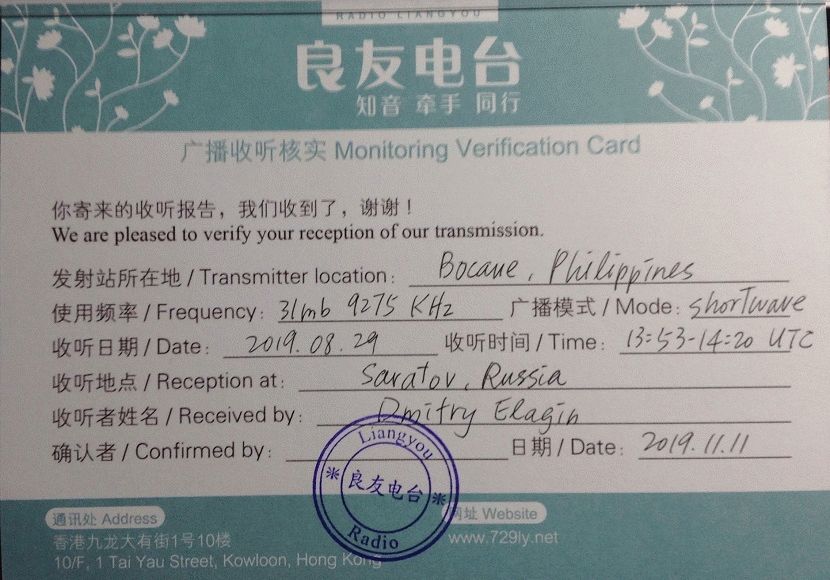 RADIO LIANGYOU
良友电台
知音 牵手 同行
广播收听核实 Monitoring Verification Card
你寄来的收听报告，我们收到了，谢谢！
We are pleased to verify your reception of our transmission.
发射站所在地 / Transmitter location: Bocaue, Philippines
使用频率 / Frequency: 31mb 9275 KHz 广播模式 / Mode: shortwave
收听日期 / Date: 2019.08.29 收听时间 / Time: 13:53-14:20 UTC
收听地点 / Reception at: Saratov, Russia
收听者姓名 / Received by: Dmitry Elagin
确认者 / Confirmed by: 日期 / Date: 2019.11.11
Liangyou
良友电台
Radio
通讯处 Address 网址 Website
香港九龙大有街1号10楼 www.729ly.net
10/F, 1 Tai Yau Street, Kowloon, Hong Kong